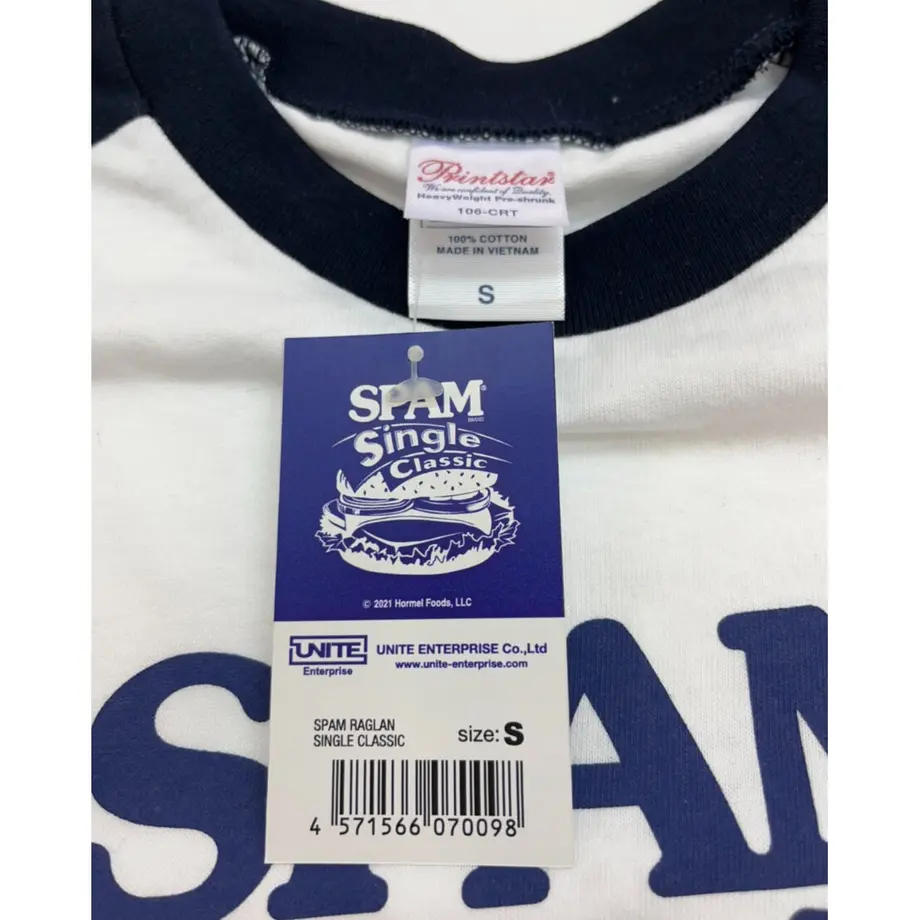 Printstar®
We are confident of Quality.
HeavyWeight Pre-shrunk
106-CRT
100% COTTON
MADE IN VIETNAM
S
SPAM®
BRAND
Single
Classic
© 2021 Hormel Foods, LLC
UNITE
Enterprise
UNITE ENTERPRISE Co.,Ltd
www.unite-enterprise.com
SPAM RAGLAN
SINGLE CLASSIC
size: S
4 571566 070098
SPAM